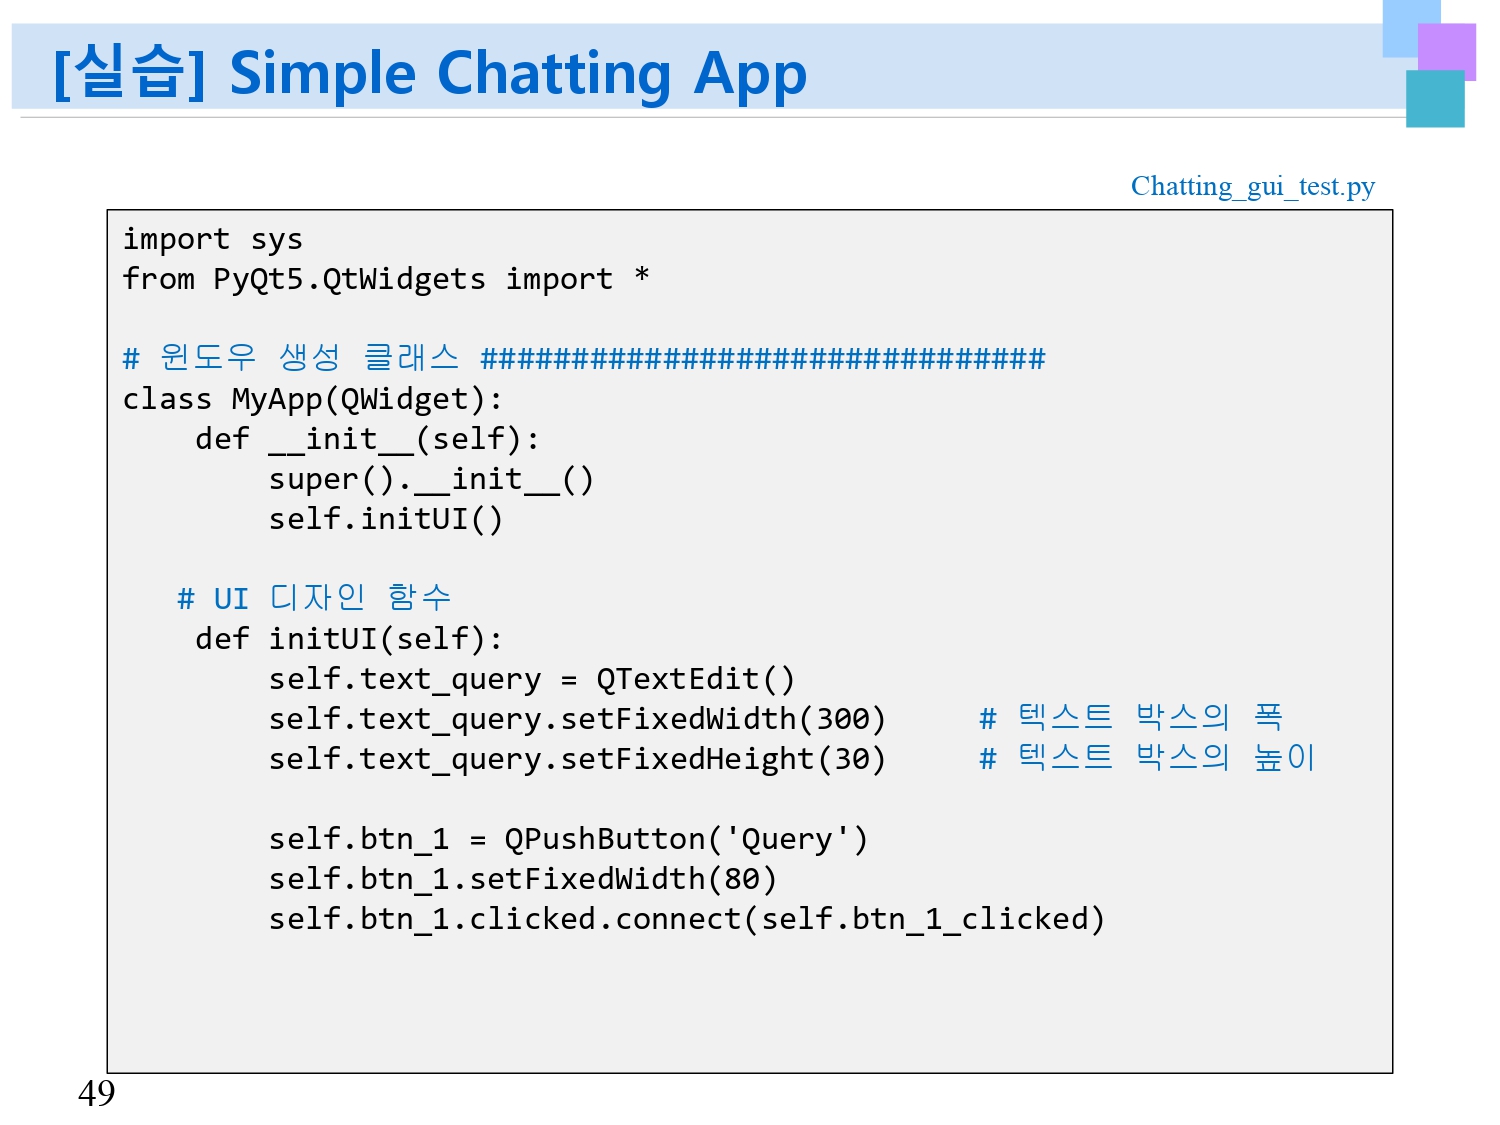 [실습] Simple Chatting App
Chatting_gui_test.py
import sys
from PyQt5.QtWidgets import *
# 윈도우 생성 클래스 ###############################
class MyApp(QWidget):
    def __init__(self):
        super().__init__()
        self.initUI()
   # UI 디자인 함수
    def initUI(self):
        self.text_query = QTextEdit()
        self.text_query.setFixedWidth(300)     # 텍스트 박스의 폭
        self.text_query.setFixedHeight(30)     # 텍스트 박스의 높이
        self.btn_1 = QPushButton('Query')
        self.btn_1.setFixedWidth(80)
        self.btn_1.clicked.connect(self.btn_1_clicked)
49